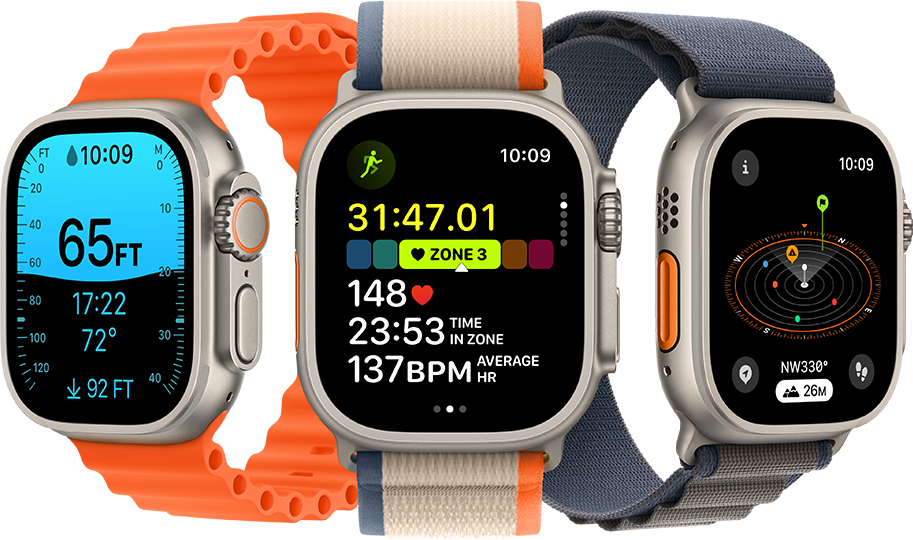 FT
10:09
M
0
0
20
10
40
65FT
60
20
80
17:22
30
100
72°
120
40
92 FT
10:09
31:47.01
ZONE 3
148
23:53 TIME
IN ZONE
137BPM AVERAGE
HR
i
10:09
N
W
E
S
NW330°
26M